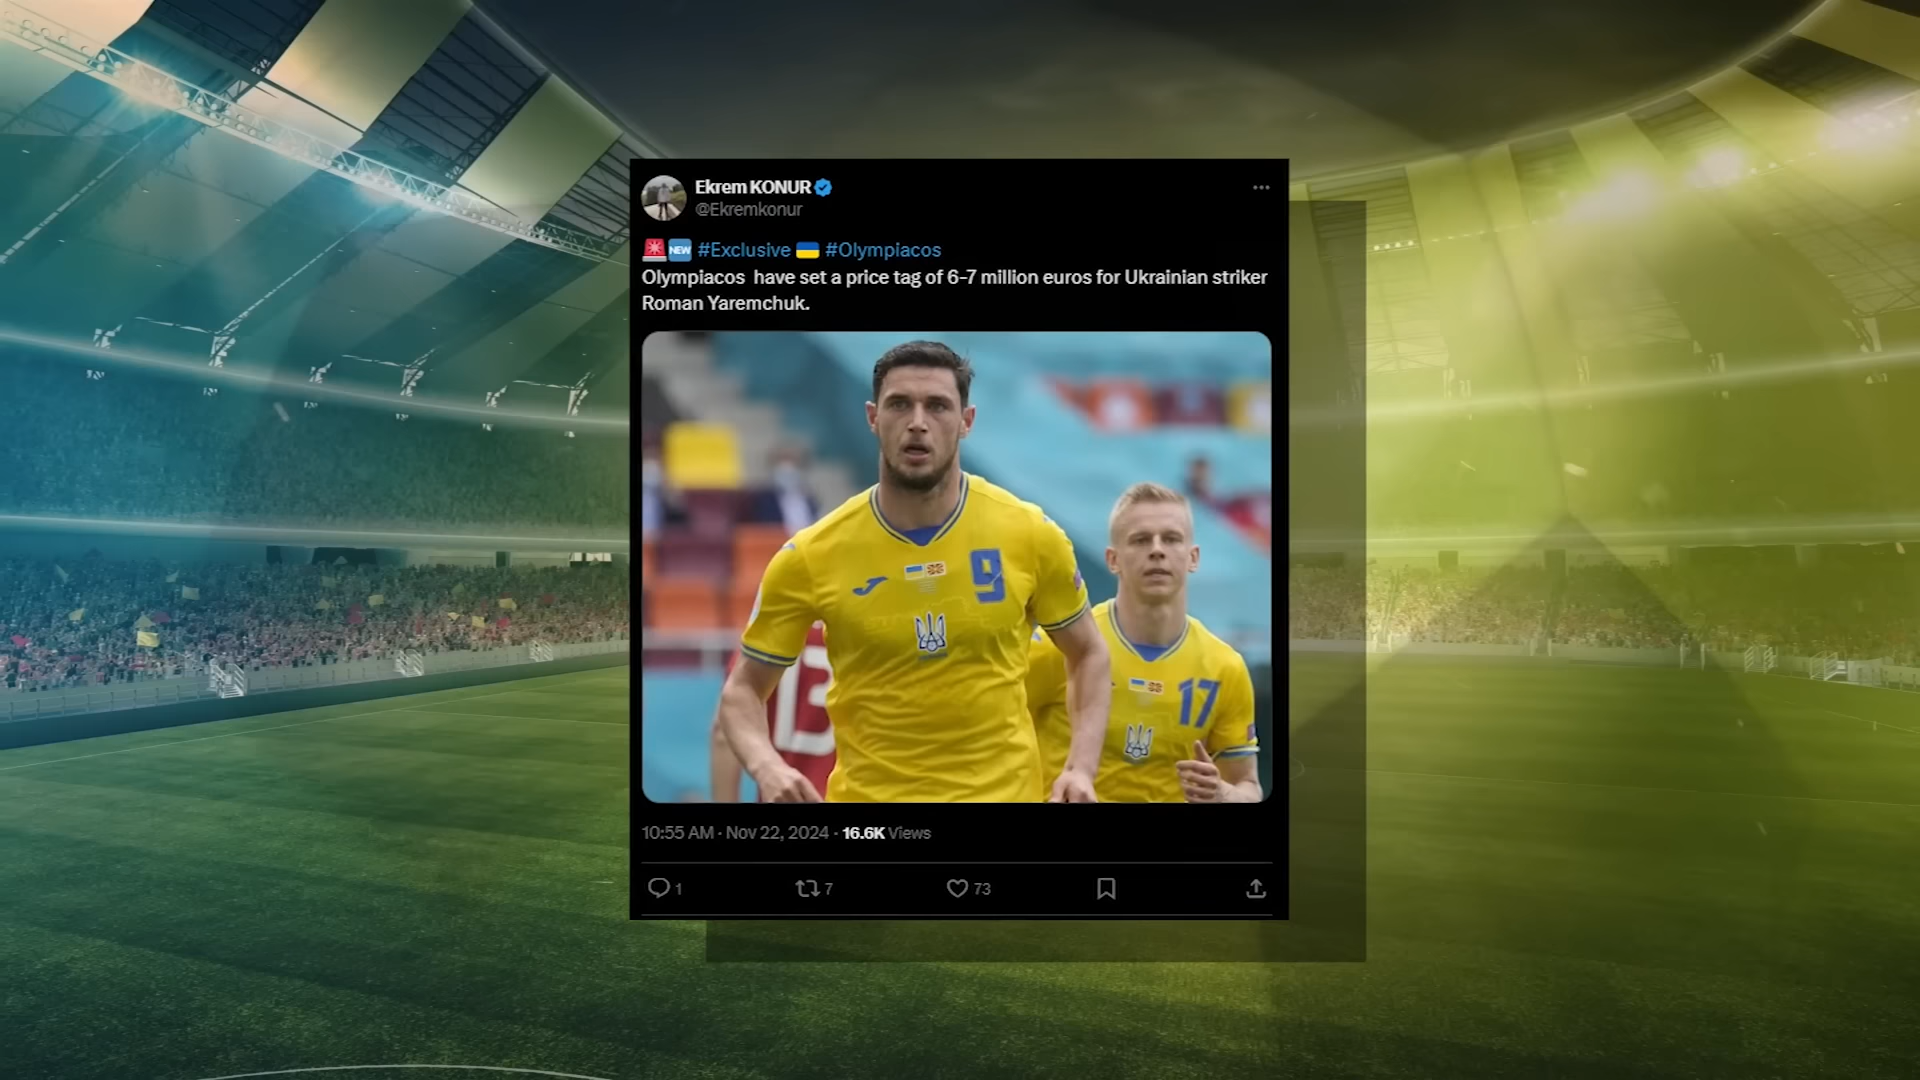 Ekrem KONUR
@Ekremkonur
NEW #Exclusive #Olympiacos
Olympiacos have set a price tag of 6-7 million euros for Ukrainian striker
Roman Yaremchuk.
9
17
13
10:55 AM · Nov 22, 2024 · 16.6K Views
1 7 73